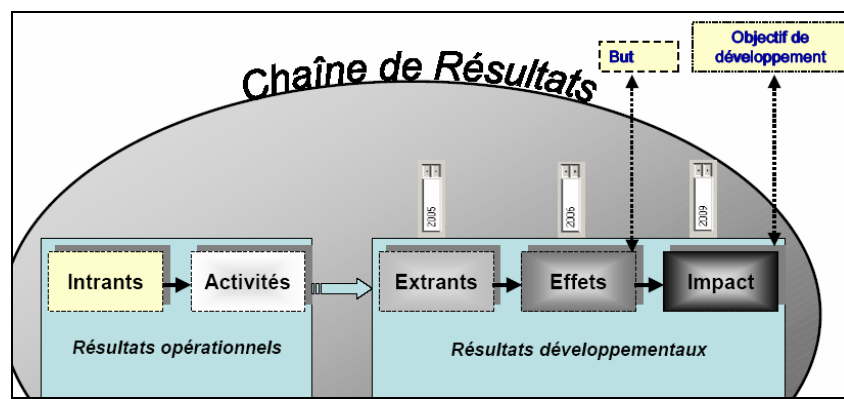 Chaîne de Résultats
But
Objectif de
développement
2005
2006
2009
Intrants
Activités
Extrants
Effets
Impact
Résultats opérationnels
Résultats développementaux